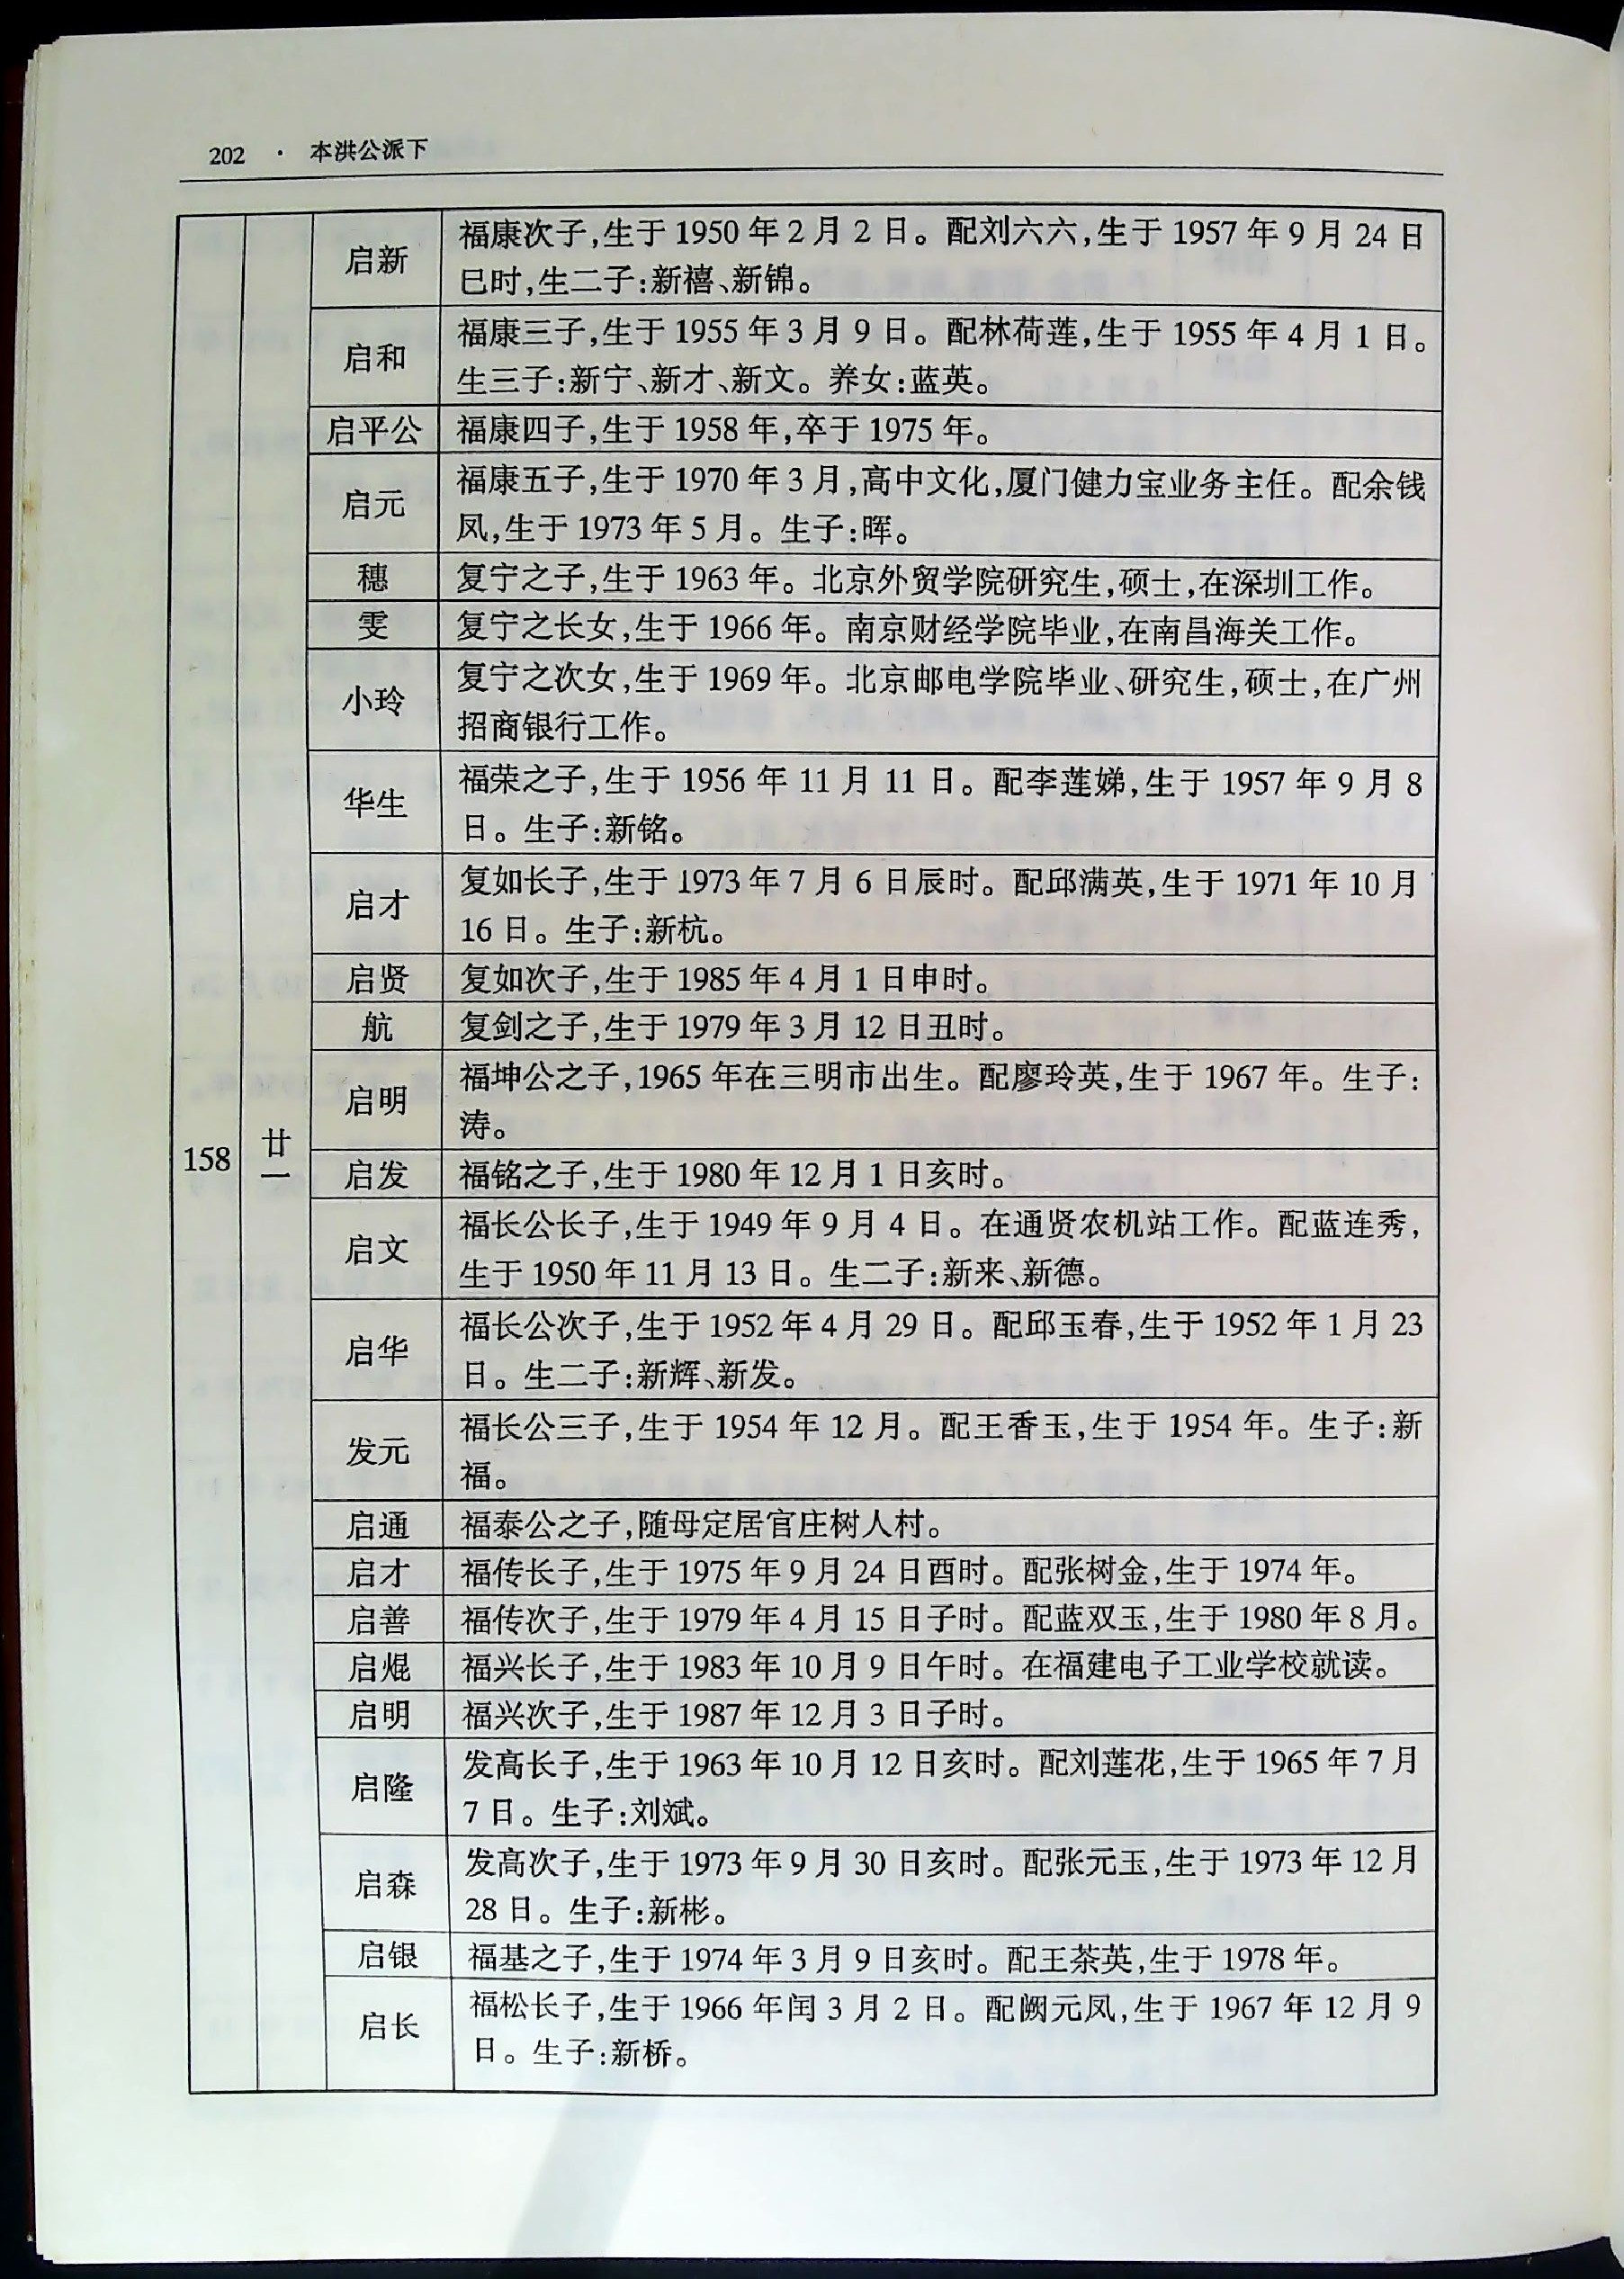 202 · 本洪公派下
启新
福康次子,生于 1950 年 2 月 2 日。配刘六六,生于 1957 年 9 月 24 日
巳时,生二子:新禧、新锦。
启和
福康三子,生于 1955 年 3 月 9 日。配林荷莲,生于 1955 年 4 月 1 日。
生三子:新宁、新才、新文。养女:蓝英。
启平公
福康四子,生于 1958 年,卒于 1975 年。
启元
福康五子,生于 1970 年 3 月,高中文化,厦门健力宝业务主任。配余钱
凤,生于 1973 年 5 月。生子:晖。
穗
复宁之子,生于 1963 年。北京外贸学院研究生,硕士,在深圳工作。
雯
复宁之长女,生于 1966 年。南京财经学院毕业,在南昌海关工作。
小玲
复宁之次女,生于 1969 年。北京邮电学院毕业、研究生,硕士,在广州
招商银行工作。
华生
福荣之子,生于 1956 年 11 月 11 日。配李莲娣,生于 1957 年 9 月 8
日。生子:新铭。
启才
复如长子,生于 1973 年 7 月 6 日辰时。配邱满英,生于 1971 年 10 月
16 日。生子:新杭。
启贤
复如次子,生于 1985 年 4 月 1 日申时。
航
复剑之子,生于 1979 年 3 月 12 日丑时。
启明
福坤公之子,1965 年在三明市出生。配廖玲英,生于 1967 年。生子:
涛。
158
廿一
启发
福铭之子,生于 1980 年 12 月 1 日亥时。
启文
福长公长子,生于 1949 年 9 月 4 日。在通贤农机站工作。配蓝连秀,
生于 1950 年 11 月 13 日。生二子:新来、新德。
启华
福长公次子,生于 1952 年 4 月 29 日。配邱玉春,生于 1952 年 1 月 23
日。生二子:新辉、新发。
发元
福长公三子,生于 1954 年 12 月。配王香玉,生于 1954 年。生子:新
福。
启通
福泰公之子,随母定居官庄树人村。
启才
福传长子,生于 1975 年 9 月 24 日酉时。配张树金,生于 1974 年。
启善
福传次子,生于 1979 年 4 月 15 日子时。配蓝双玉,生于 1980 年 8 月。
启焜
福兴长子,生于 1983 年 10 月 9 日午时。在福建电子工业学校就读。
启明
福兴次子,生于 1987 年 12 月 3 日子时。
启隆
发高长子,生于 1963 年 10 月 12 日亥时。配刘莲花,生于 1965 年 7 月
7 日。生子:刘斌。
启森
发高次子,生于 1973 年 9 月 30 日亥时。配张元玉,生于 1973 年 12 月
28 日。生子:新彬。
启银
福基之子,生于 1974 年 3 月 9 日亥时。配王茶英,生于 1978 年。
启长
福松长子,生于 1966 年闰 3 月 2 日。配阙元凤,生于 1967 年 12 月 9
日。生子:新桥。